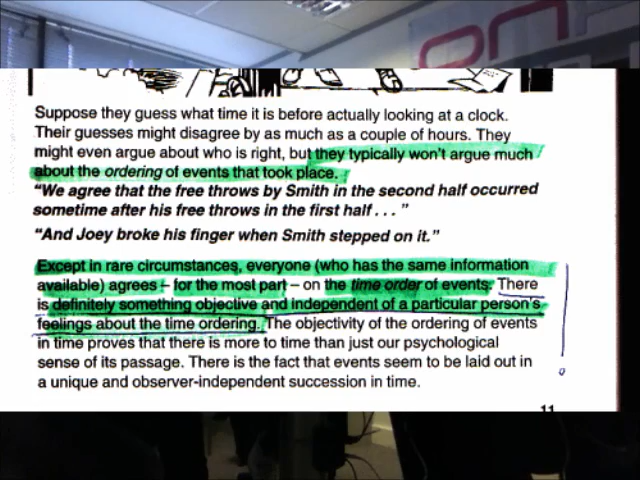 on
Suppose they guess what time it is before actually looking at a clock.
Their guesses might disagree by as much as a couple of hours. They
might even argue about who is right, but they typically won't argue much
about the ordering of events that took place.
"We agree that the free throws by Smith in the second half occurred
sometime after his free throws in the first half . . . "
"And Joey broke his finger when Smith stepped on it."
Except in rare circumstances, everyone (who has the same information
available) agrees – for the most part – on the time order of events. There
is definitely something objective and independent of a particular person's
feelings about the time ordering. The objectivity of the ordering of events
in time proves that there is more to time than just our psychological
sense of its passage. There is the fact that events seem to be laid out in
a unique and observer-independent succession in time.
11